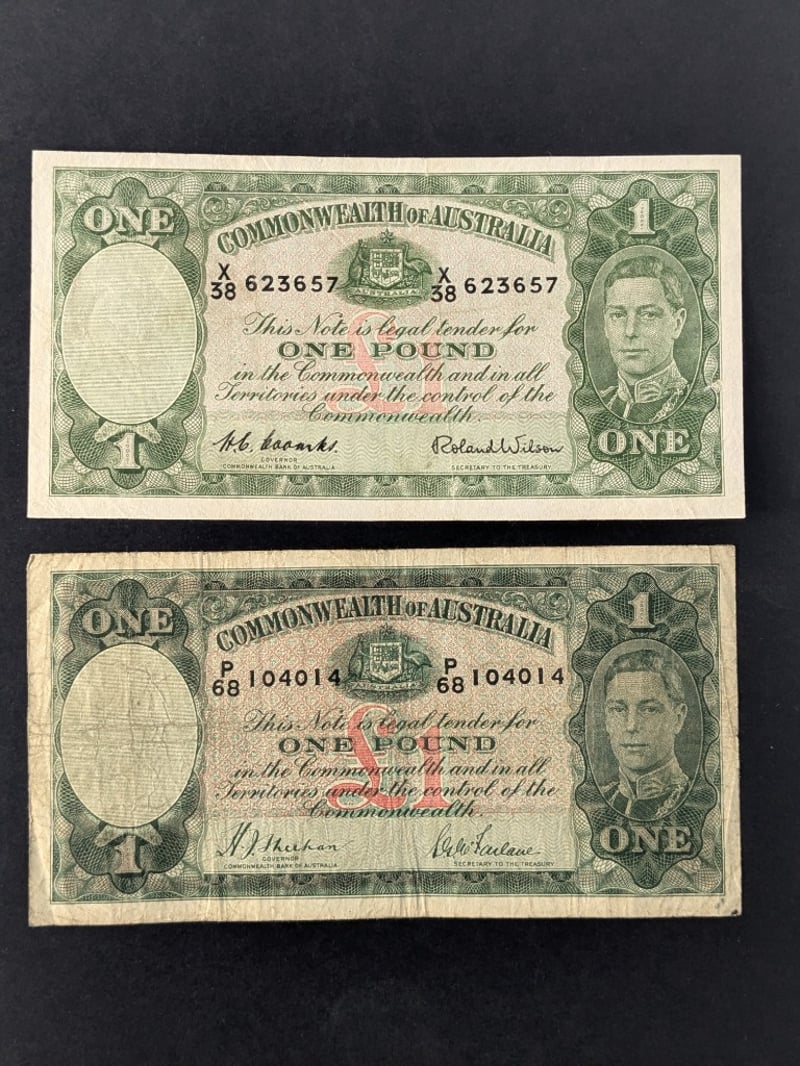 ONE
1
COMMONWEALTH OF AUSTRALIA
X/38 623657 X/38 623657
AUSTRALIA
£1
This Note is legal tender for
ONE POUND
in the Commonwealth and in all
Territories under the control of the
Commonwealth.
H.C. Coombs. Roland Wilson
GOVERNOR
COMMONWEALTH BANK OF AUSTRALIA SECRETARY TO THE TREASURY
1 ONE
ONE
1
COMMONWEALTH OF AUSTRALIA
P/68 104014 P/68 104014
AUSTRALIA
£1
This Note is legal tender for
ONE POUND
in the Commonwealth and in all
Territories under the control of the
Commonwealth.
H.J. Sheehan McFarlane
GOVERNOR
COMMONWEALTH BANK OF AUSTRALIA SECRETARY TO THE TREASURY
1 ONE